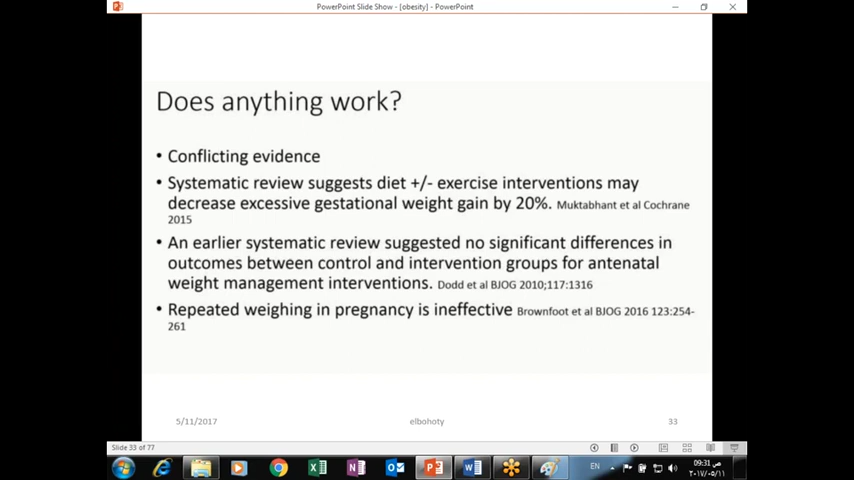 PowerPoint Slide Show - [obesity] - PowerPoint
Does anything work?
• Conflicting evidence
• Systematic review suggests diet +/- exercise interventions may
decrease excessive gestational weight gain by 20%. Muktabhant et al Cochrane
2015
• An earlier systematic review suggested no significant differences in
outcomes between control and intervention groups for antenatal
weight management interventions. Dodd et al BJOG 2010;117:1316
• Repeated weighing in pregnancy is ineffective Brownfoot et al BJOG 2016 123:254-
261
5/11/2017 elbohoty 33
Slide 33 of 77
EN 09:31 ص
٢٠١٧/٠٥/١١